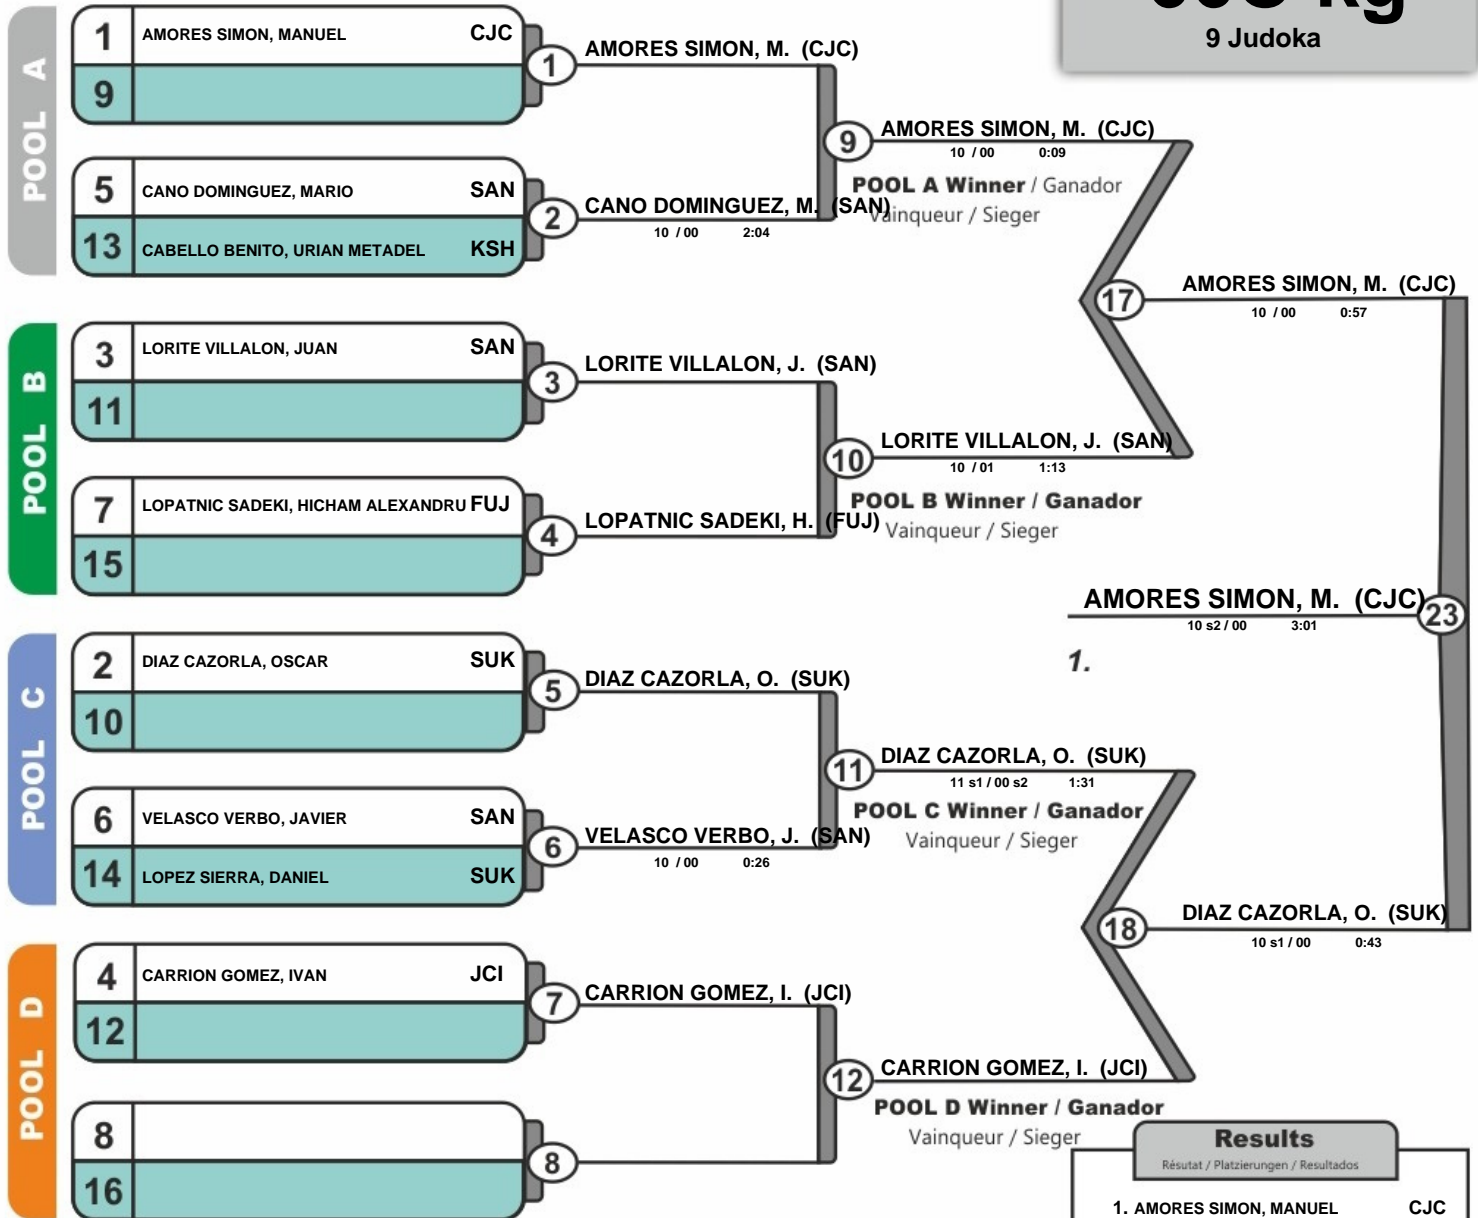 9 Judoka
POOL A
1 AMORES SIMON, MANUEL CJC
9
1
AMORES SIMON, M. (CJC)
5 CANO DOMINGUEZ, MARIO SAN
13 CABELLO BENITO, URIAN METADEL KSH
2
CANO DOMINGUEZ, M. (SAN)
10 / 00 2:04
9
AMORES SIMON, M. (CJC)
10 / 00 0:09
POOL A Winner / Ganador
Vainqueur / Sieger
POOL B
3 LORITE VILLALON, JUAN SAN
11
3
LORITE VILLALON, J. (SAN)
7 LOPATNIC SADEKI, HICHAM ALEXANDRU FUJ
15
4
LOPATNIC SADEKI, H. (FUJ)
10
LORITE VILLALON, J. (SAN)
10 / 01 1:13
POOL B Winner / Ganador
Vainqueur / Sieger
17
AMORES SIMON, M. (CJC)
10 / 00 0:57
POOL C
2 DIAZ CAZORLA, OSCAR SUK
10
5
DIAZ CAZORLA, O. (SUK)
6 VELASCO VERBO, JAVIER SAN
14 LOPEZ SIERRA, DANIEL SUK
6
VELASCO VERBO, J. (SAN)
10 / 00 0:26
11
DIAZ CAZORLA, O. (SUK)
11 s1 / 00 s2 1:31
POOL C Winner / Ganador
Vainqueur / Sieger
POOL D
4 CARRION GOMEZ, IVAN JCI
12
7
CARRION GOMEZ, I. (JCI)
8
16
8
12
CARRION GOMEZ, I. (JCI)
POOL D Winner / Ganador
Vainqueur / Sieger
18
DIAZ CAZORLA, O. (SUK)
10 s1 / 00 0:43
AMORES SIMON, M. (CJC)
10 s2 / 00 3:01
23
1.
Results
Résutat / Platzierungen / Resultados
1. AMORES SIMON, MANUEL CJC